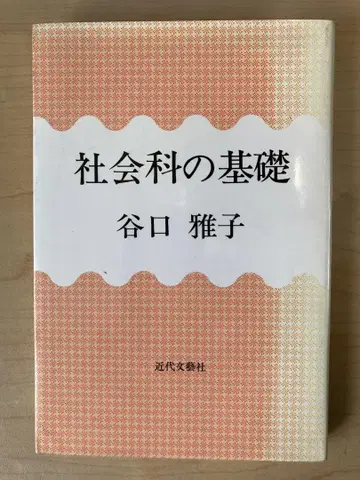 社会科の基礎
谷口 雅子
近代文藝社